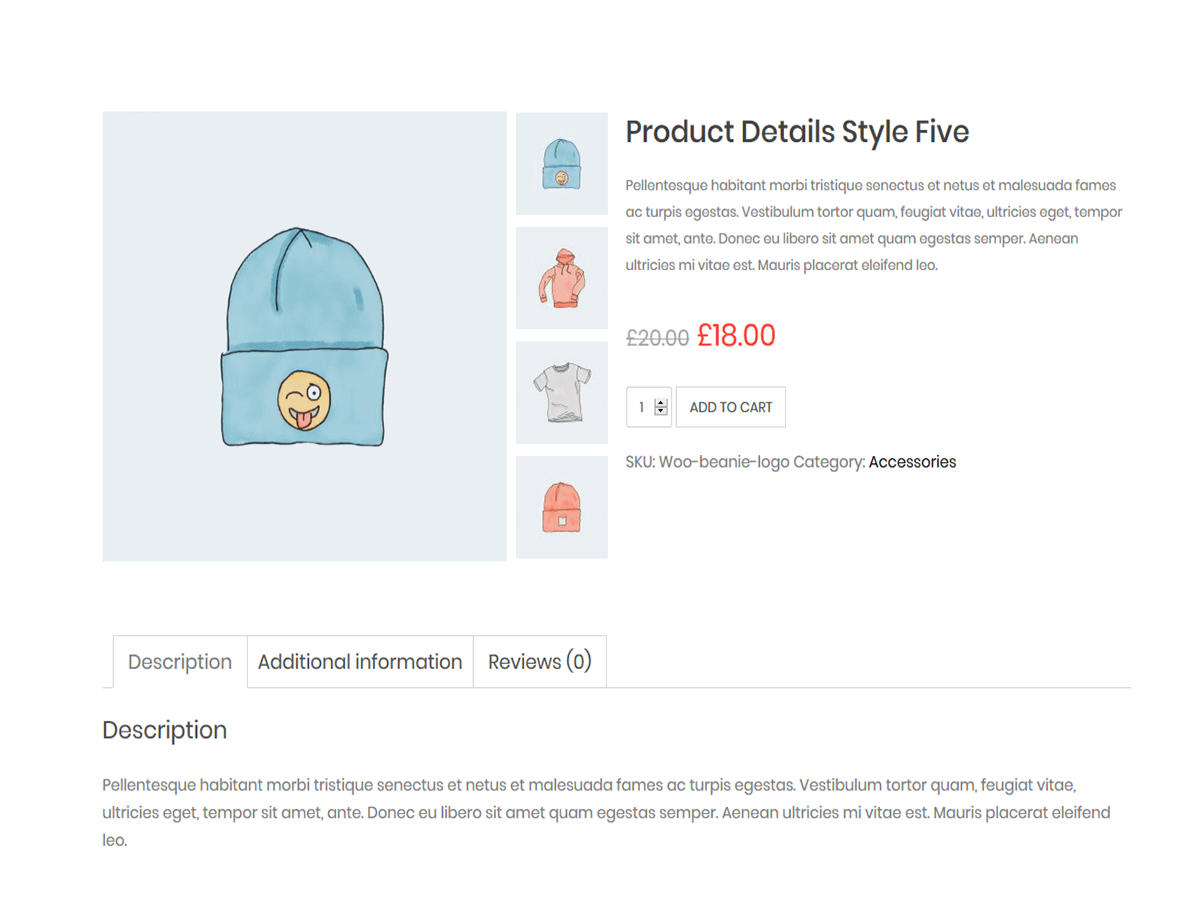 Product Details Style Five
Pellentesque habitant morbi tristique senectus et netus et malesuada fames
ac turpis egestas. Vestibulum tortor quam, feugiat vitae, ultricies eget, tempor
sit amet, ante. Donec eu libero sit amet quam egestas semper. Aenean
ultricies mi vitae est. Mauris placerat eleifend leo.
£20.00 £18.00
1 ADD TO CART
SKU: Woo-beanie-logo Category: Accessories
Description Additional information Reviews (0)
Description
Pellentesque habitant morbi tristique senectus et netus et malesuada fames ac turpis egestas. Vestibulum tortor quam, feugiat vitae,
ultricies eget, tempor sit amet, ante. Donec eu libero sit amet quam egestas semper. Aenean ultricies mi vitae est. Mauris placerat eleifend
leo.